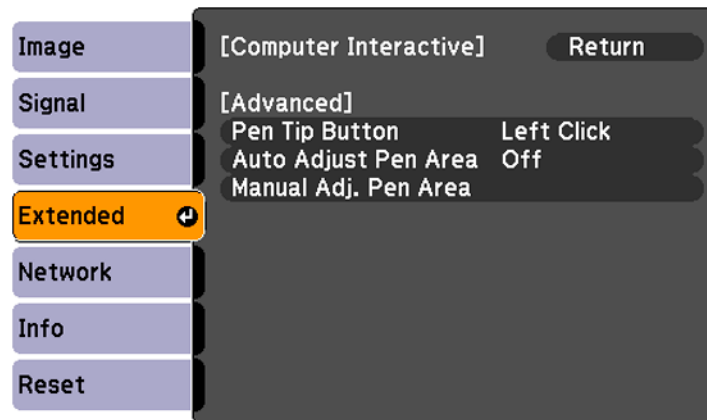 Image
Signal
Settings
Extended
Network
Info
Reset
[Computer Interactive] Return
[Advanced]
Pen Tip Button Left Click
Auto Adjust Pen Area Off
Manual Adj. Pen Area